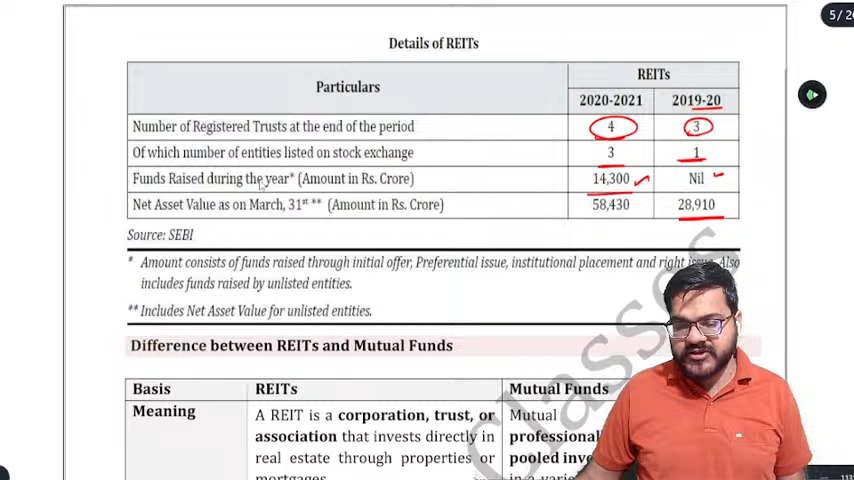 5 / 26
Details of REITs
Particulars
REITs
2020-2021
2019-20
Number of Registered Trusts at the end of the period 4 3
Of which number of entities listed on stock exchange 3 1
Funds Raised during the year* (Amount in Rs. Crore) 14,300 Nil
Net Asset Value as on March, 31st ** (Amount in Rs. Crore) 58,430 28,910
Source: SEBI
* Amount consists of funds raised through initial offer, Preferential issue, institutional placement and right issue. Also
includes funds raised by unlisted entities.
** Includes Net Asset Value for unlisted entities.
Difference between REITs and Mutual Funds
Basis REITs Mutual Funds
Meaning A REIT is a corporation, trust, or Mutual
association that invests directly in professional
real estate through properties or pooled
mortgages. in a
Classes